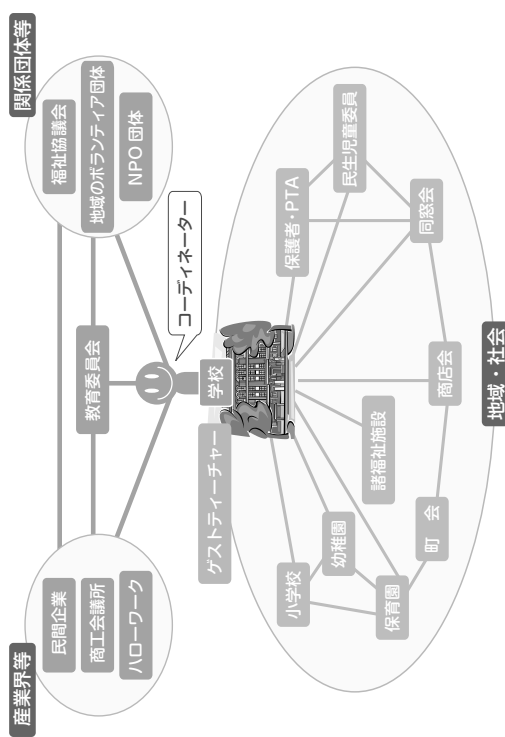 産業界等
民間企業
商工会議所
ハローワーク
教育委員会
関係団体等
福祉協議会
地域のボランティア団体
NPO 団体
コーディネーター
学校
ゲストティーチャー
小学校
幼稚園
保育園
諸福祉施設
町 会
商店会
保護者・PTA
民生児童委員
同窓会
地域・社会